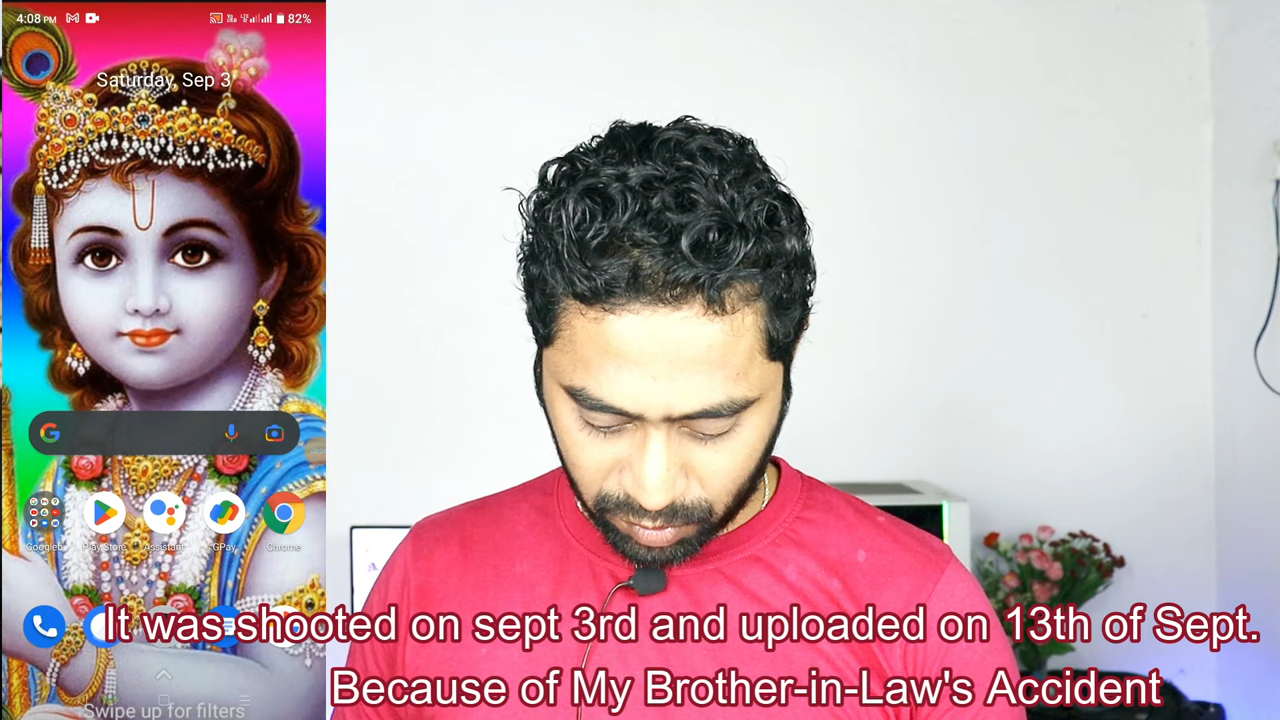 4:08 PM
82%
Saturday, Sep 3
Play Store
Assistant
GPay
Chrome
It was shooted on sept 3rd and uploaded on 13th of Sept.
Because of My Brother-in-Law's Accident
Swipe up for filters